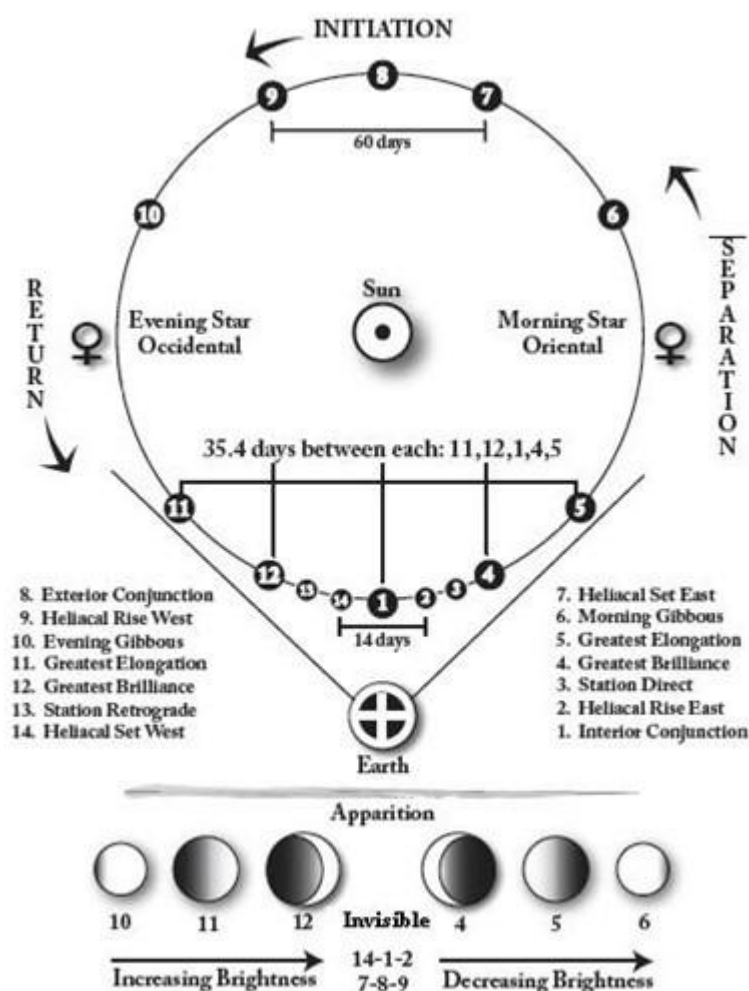 INITIATION
9
8
7
60 days
10
6
SEPARATION
RETURN
Sun
Evening Star
Occidental
Morning Star
Oriental
35.4 days between each: 11,12,1,4,5
11
5
12
13
14
1
2
3
4
14 days
8. Exterior Conjunction
9. Heliacal Rise West
10. Evening Gibbous
11. Greatest Elongation
12. Greatest Brilliance
13. Station Retrograde
14. Heliacal Set West
7. Heliacal Set East
6. Morning Gibbous
5. Greatest Elongation
4. Greatest Brilliance
3. Station Direct
2. Heliacal Rise East
1. Interior Conjunction
Earth
Apparition
10
11
12
Invisible
4
5
6
Increasing Brightness
14-1-2
7-8-9
Decreasing Brightness